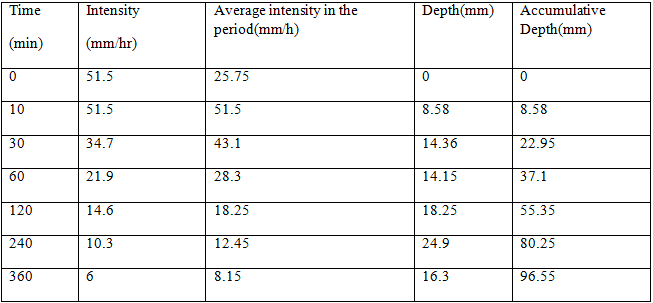 Time Intensity Average intensity in the Depth(mm) Accumulative
(min) (mm/hr) period(mm/h) Depth(mm)
0 51.5 25.75 0 0
10 51.5 51.5 8.58 8.58
30 34.7 43.1 14.36 22.95
60 21.9 28.3 14.15 37.1
120 14.6 18.25 18.25 55.35
240 10.3 12.45 24.9 80.25
360 6 8.15 16.3 96.55